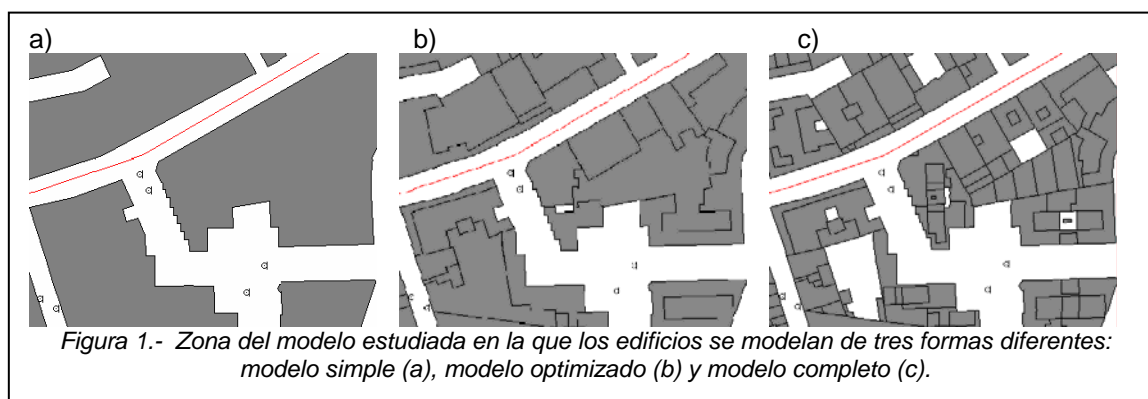 a)
b)
c)
Figura 1.- Zona del modelo estudiada en la que los edificios se modelan de tres formas diferentes:
modelo simple (a), modelo optimizado (b) y modelo completo (c).